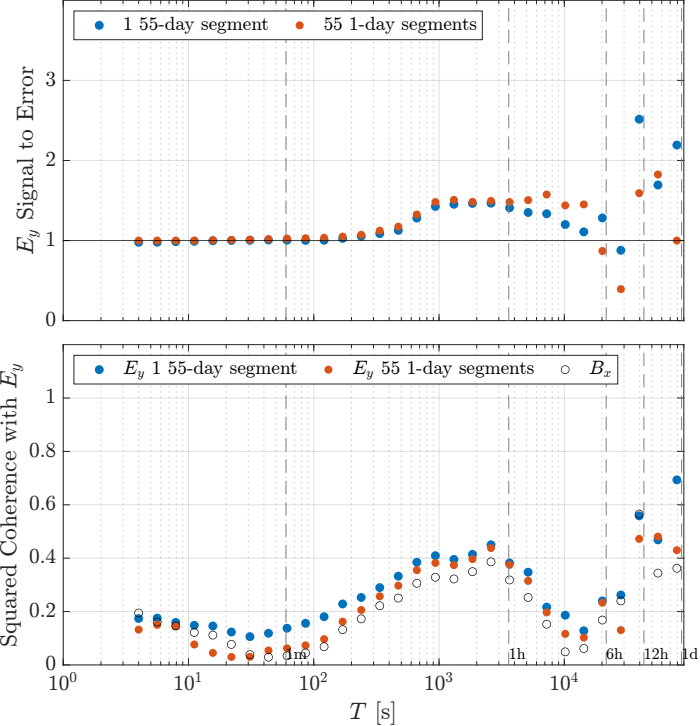 1 55-day segment 55 1-day segments
3
2
1
0
E_y Signal to Error
E_y 1 55-day segment E_y 55 1-day segments B_x
1
0.8
0.6
0.4
0.2
0
Squared Coherence with E_y
1m 1h 6h 12h 1d
10^0 10^1 10^2 10^3 10^4
T [s]